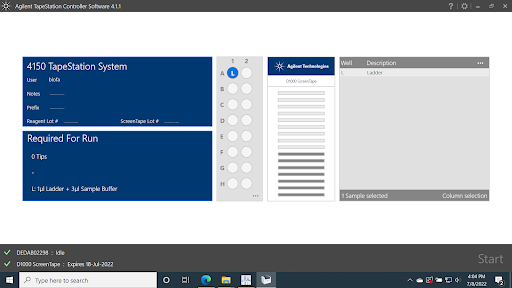 Agilent TapeStation Controller Software 4.1.1
4150 TapeStation System
User biofa
Notes
Prefix
Reagent Lot # ScreenTape Lot #
Required For Run
0 Tips
-
L: 1µl Ladder + 3µl Sample Buffer
1 2
A L
B
C
D
E
F
G
H
...
Agilent Technologies
D1000 ScreenTape
Well Description ...
L Ladder
1 Sample selected Column selection
DEDAB02298 : Idle
D1000 ScreenTape : Expires 18-Jul-2022
Start
Type here to search
4:04 PM
7/8/2022